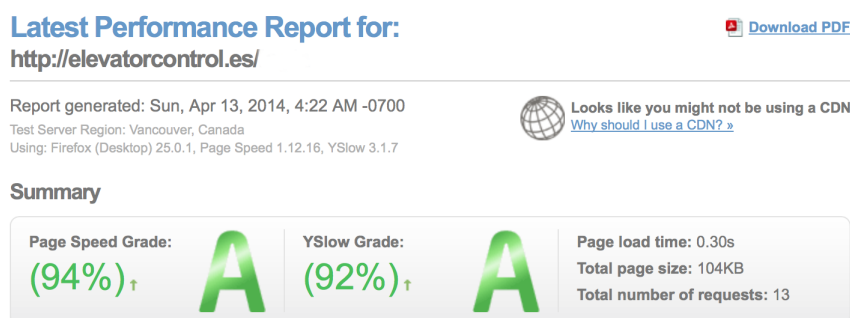 Latest Performance Report for:
Download PDF
http://elevatorcontrol.es/
Report generated: Sun, Apr 13, 2014, 4:22 AM -0700
Test Server Region: Vancouver, Canada
Using: Firefox (Desktop) 25.0.1, Page Speed 1.12.16, YSlow 3.1.7
Looks like you might not be using a CDN
Why should I use a CDN? »
Summary
Page Speed Grade:
(94%)
A
YSlow Grade:
(92%)
A
Page load time: 0.30s
Total page size: 104KB
Total number of requests: 13